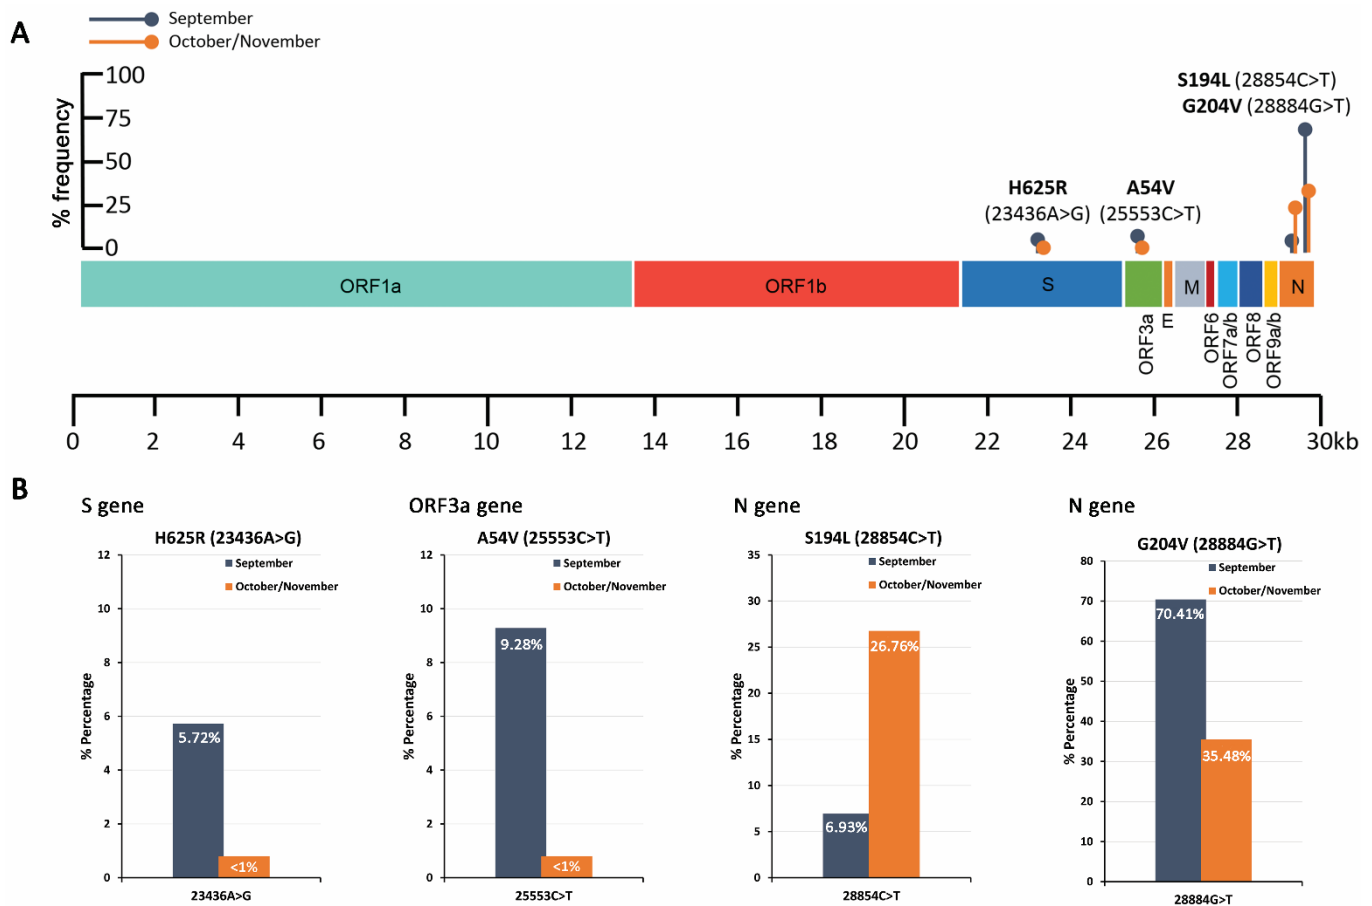 A
September
October/November
% frequency
100
75
50
25
0
S194L (28854C>T)
G204V (28884G>T)
H625R
(23436A>G)
A54V
(25553C>T)
ORF1a
ORF1b
S
ORF3a
E
M
ORF6
ORF7a/b
ORF8
ORF9a/b
N
0 2 4 6 8 10 12 14 16 18 20 22 24 26 28 30kb
B
S gene
H625R (23436A>G)
September
October/November
% Percentage
12
10
8
6
4
2
0
5.72%
<1%
23436A>G
ORF3a gene
A54V (25553C>T)
September
October/November
% Percentage
12
10
8
6
4
2
0
9.28%
<1%
25553C>T
N gene
S194L (28854C>T)
September
October/November
% Percentage
35
30
25
20
15
10
5
0
6.93%
26.76%
28854C>T
N gene
G204V (28884G>T)
September
October/November
% Percentage
80
70
60
50
40
30
20
10
0
70.41%
35.48%
28884G>T